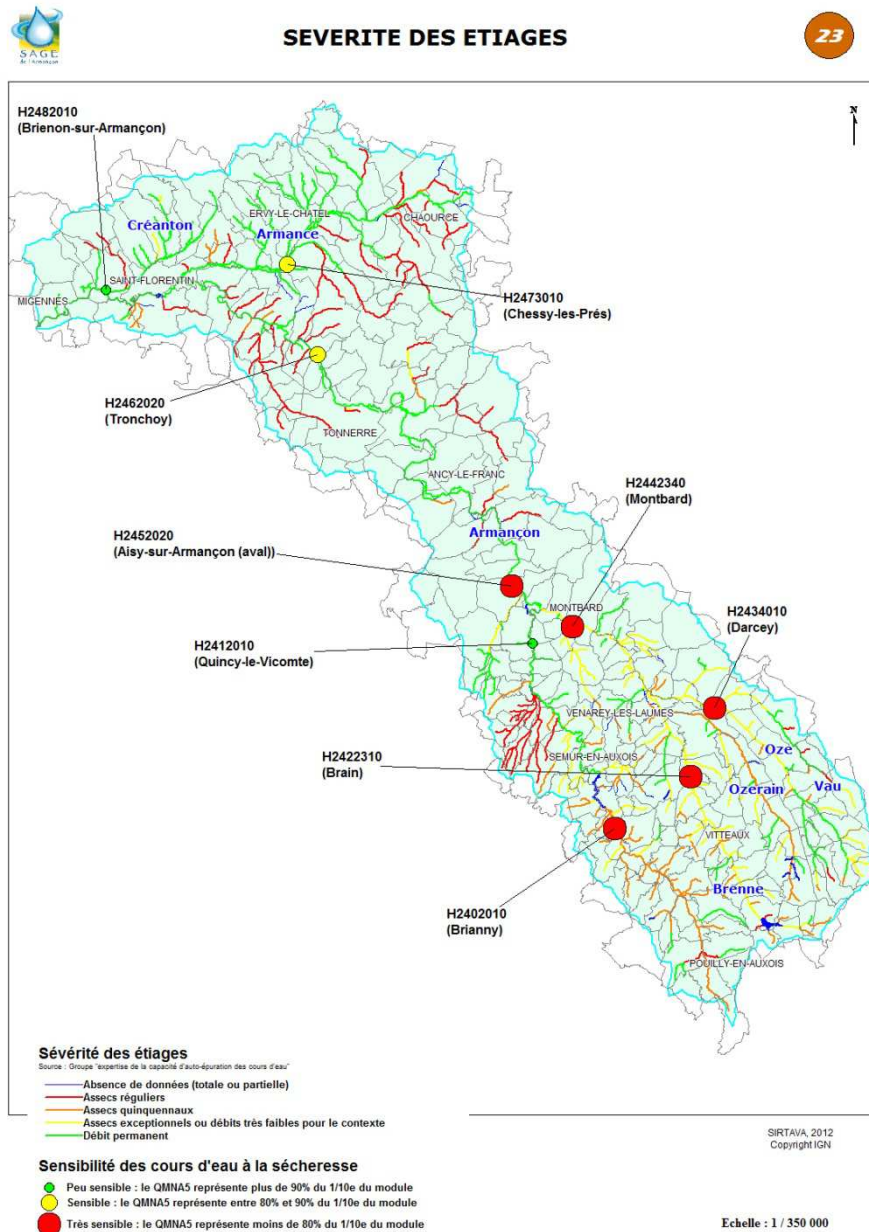 SAGE
de l'Armançon
SEVERITE DES ETIAGES
23
H2482010
(Brienon-sur-Armançon)
N
ERVY-LE-CHATEL
CHAOURCE
Créanton
Armance
SAINT-FLORENTIN
MIGENNES
H2473010
(Chessy-les-Prés)
H2462020
(Tronchoy)
TONNERRE
ANCY-LE-FRANC
H2442340
(Montbard)
H2452020
(Aisy-sur-Armançon (aval))
Armançon
MONTBARD
H2434010
(Darcey)
H2412010
(Quincy-le-Vicomte)
VENAREY-LES-LAUMES
H2422310
(Brain)
SEMUR-EN-AUXOIS
Oze
Ozerain
Vau
VITTEAUX
Brenne
H2402010
(Brianny)
POUILLY-EN-AUXOIS
Sévérité des étiages
Source : Groupe "expertise de la capacité d'auto-épuration des cours d'eau"
Absence de données (totale ou partielle)
Assecs réguliers
Assecs quinquennaux
Assecs exceptionnels ou débits très faibles pour le contexte
Débit permanent
SIRTAVA, 2012
Copyright IGN
Sensibilité des cours d'eau à la sécheresse
Peu sensible : le QMNA5 représente plus de 90% du 1/10e du module
Sensible : le QMNA5 représente entre 80% et 90% du 1/10e du module
Très sensible : le QMNA5 représente moins de 80% du 1/10e du module
Echelle : 1 / 350 000